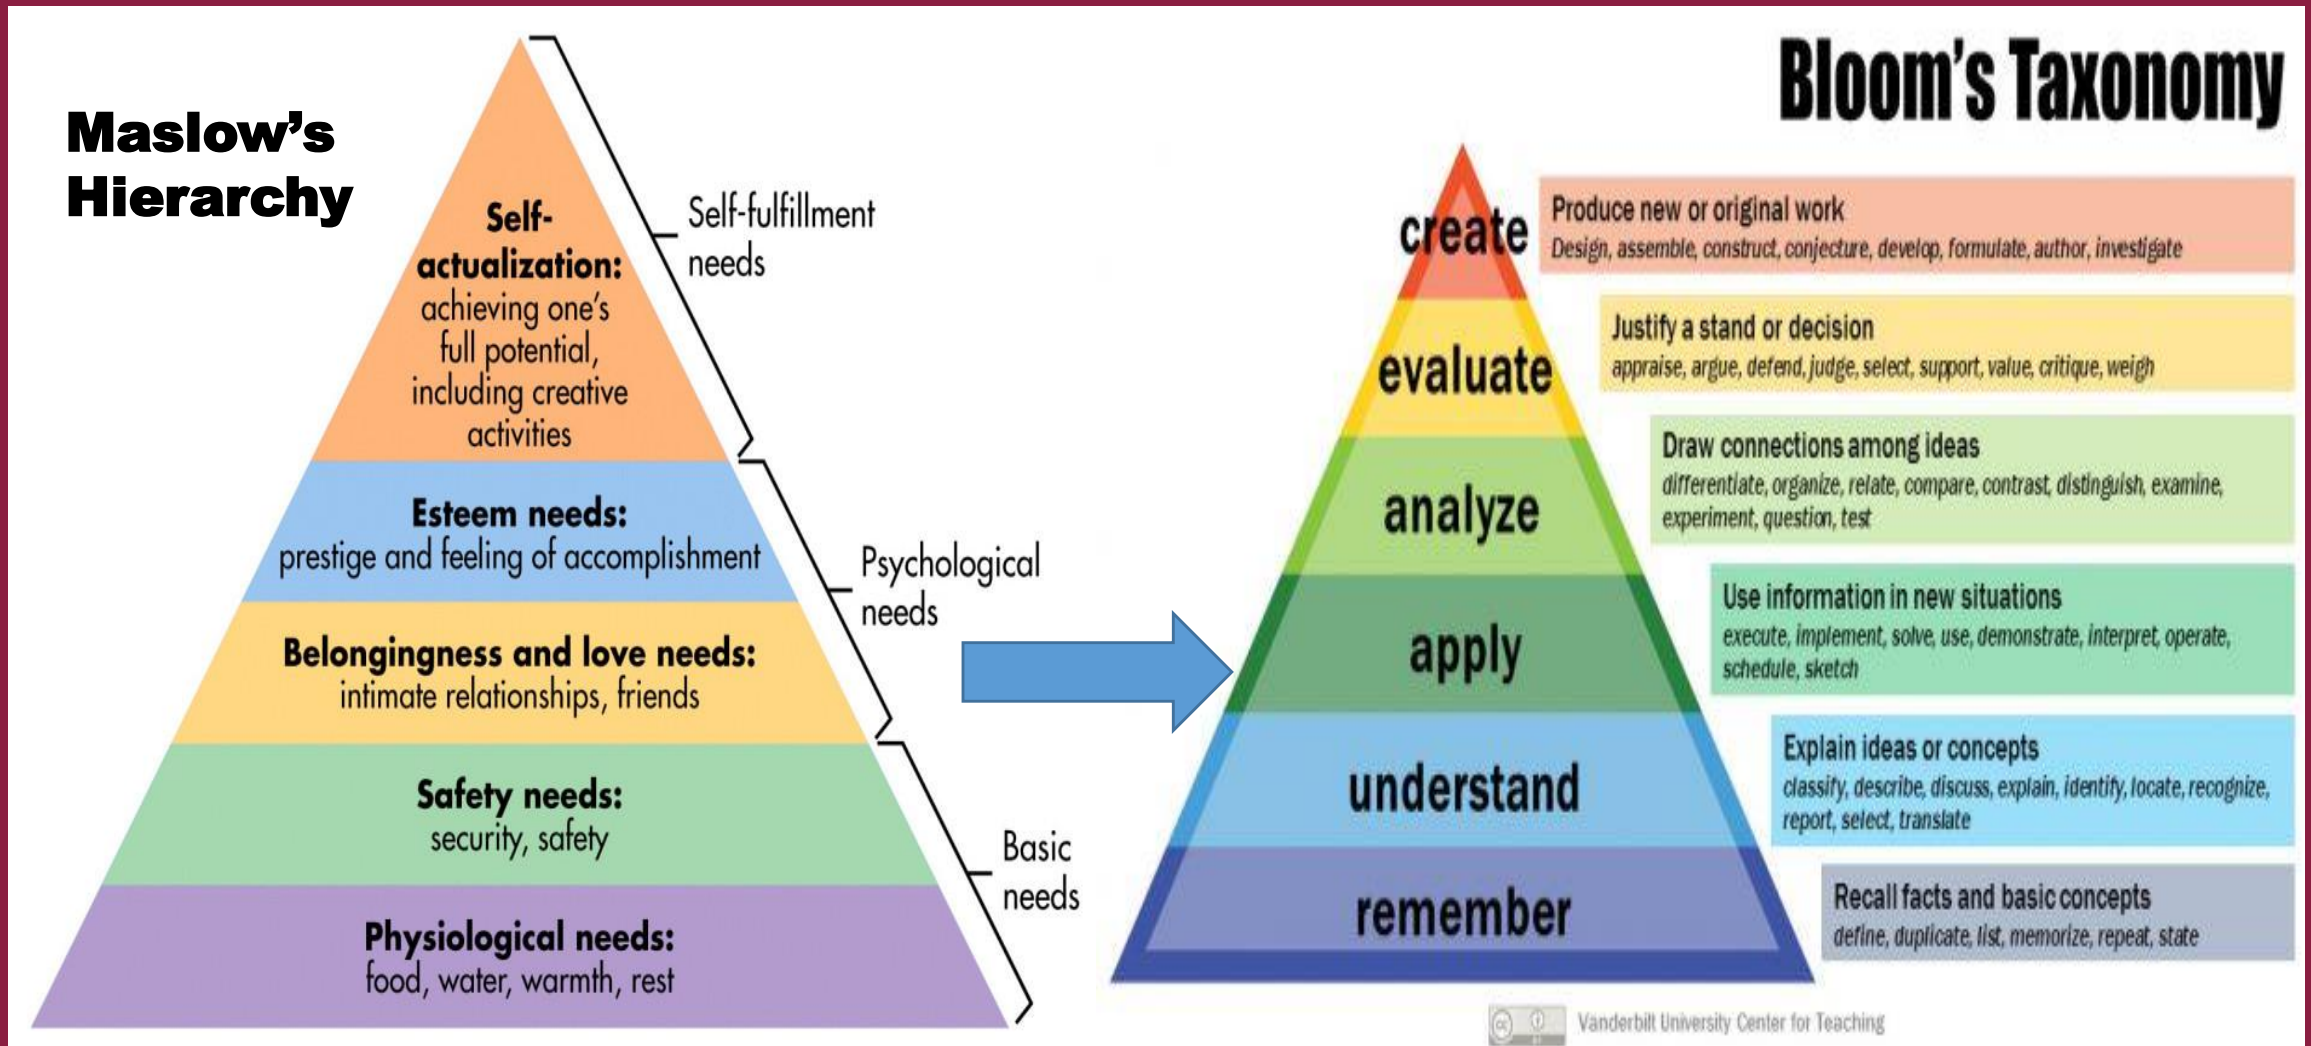 Maslow's
Hierarchy
Self-
actualization:
achieving one's
full potential,
including creative
activities
Esteem needs:
prestige and feeling of accomplishment
Belongingness and love needs:
intimate relationships, friends
Safety needs:
security, safety
Physiological needs:
food, water, warmth, rest
Self-fulfillment
needs
Psychological
needs
Basic
needs
Bloom's Taxonomy
create
Produce new or original work
Design, assemble, construct, conjecture, develop, formulate, author, investigate
evaluate
Justify a stand or decision
appraise, argue, defend, judge, select, support, value, critique, weigh
analyze
Draw connections among ideas
differentiate, organize, relate, compare, contrast, distinguish, examine,
experiment, question, test
apply
Use information in new situations
execute, implement, solve, use, demonstrate, interpret, operate,
schedule, sketch
understand
Explain ideas or concepts
classify, describe, discuss, explain, identify, locate, recognize,
report, select, translate
remember
Recall facts and basic concepts
define, duplicate, list, memorize, repeat, state
cc
Vanderbilt University Center for Teaching